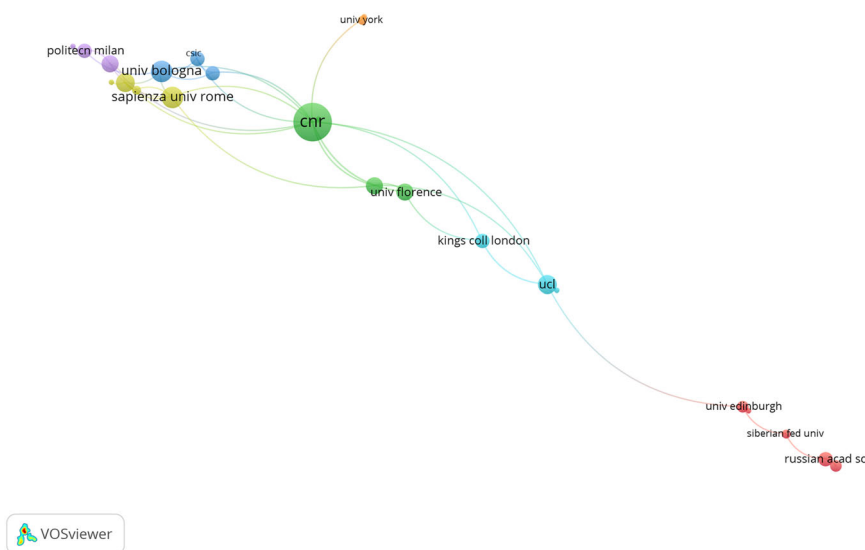 univ york
politecn milan
csic
univ bologna
sapienza univ rome
cnr
univ florence
kings coll london
ucl
univ edinburgh
siberian fed univ
russian acad sc
VOSviewer